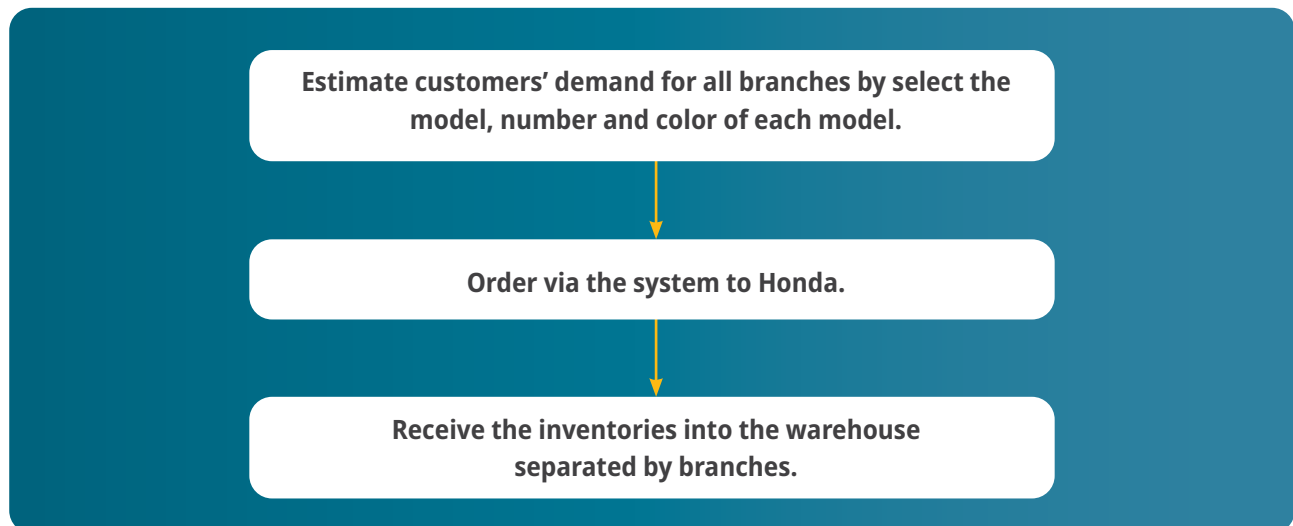 Estimate customers’ demand for all branches by select the
model, number and color of each model.
Order via the system to Honda.
Receive the inventories into the warehouse
separated by branches.